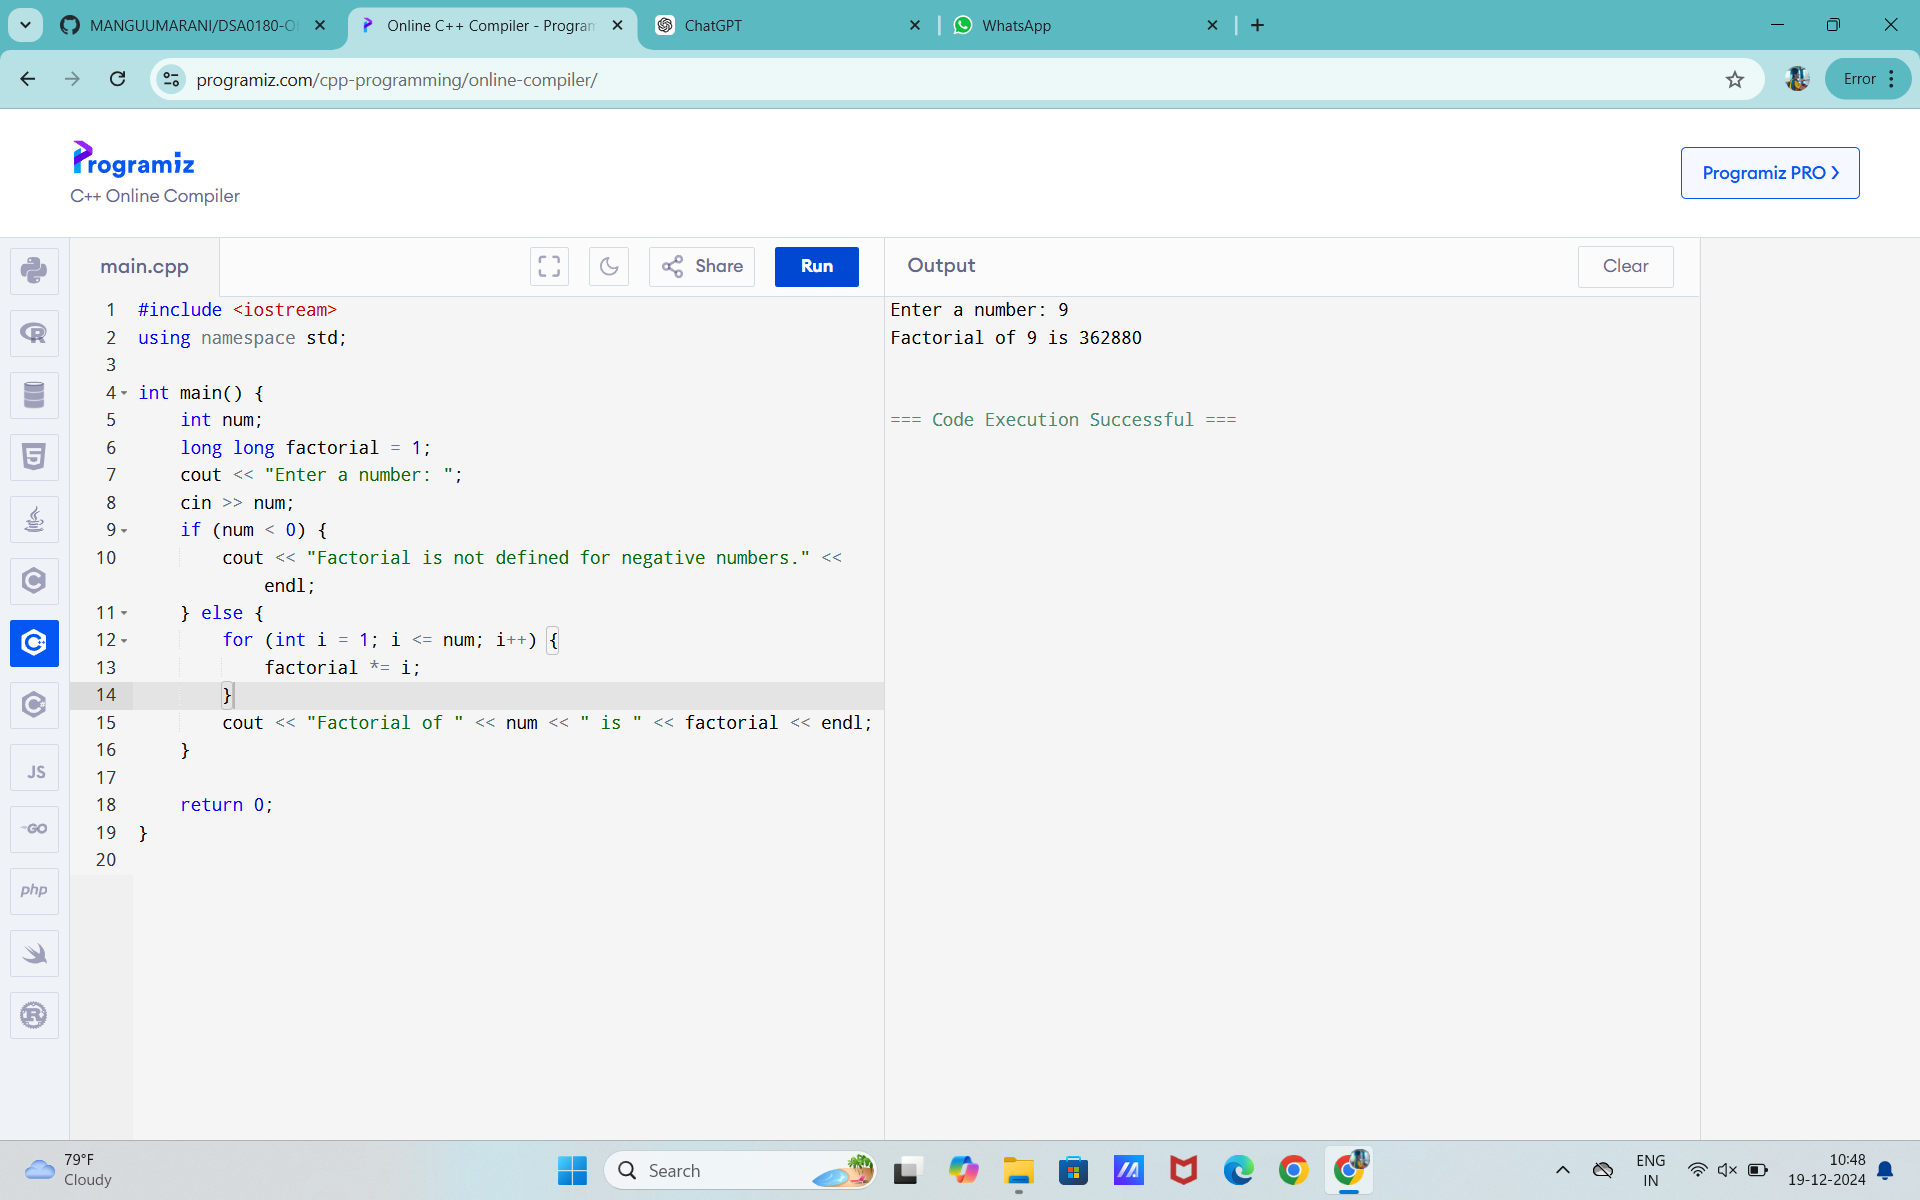 MANGUUMARANI/DSA0180-O
Online C++ Compiler - Program
ChatGPT
WhatsApp
programiz.com/cpp-programming/online-compiler/
Error
Programiz
C++ Online Compiler
Programiz PRO
main.cpp
Share
Run
Output
Clear
1 #include <iostream>
2 using namespace std;
3
4 int main() {
5 int num;
6 long long factorial = 1;
7 cout << "Enter a number: ";
8 cin >> num;
9 if (num < 0) {
10 cout << "Factorial is not defined for negative numbers." <<
endl;
11 } else {
12 for (int i = 1; i <= num; i++) {
13 factorial *= i;
14 }
15 cout << "Factorial of " << num << " is " << factorial << endl;
16 }
17
18 return 0;
19 }
20
Enter a number: 9
Factorial of 9 is 362880
=== Code Execution Successful ===
R
5
C
C
C
JS
GO
php
R
79°F
Cloudy
Search
ENG
IN
10:48
19-12-2024